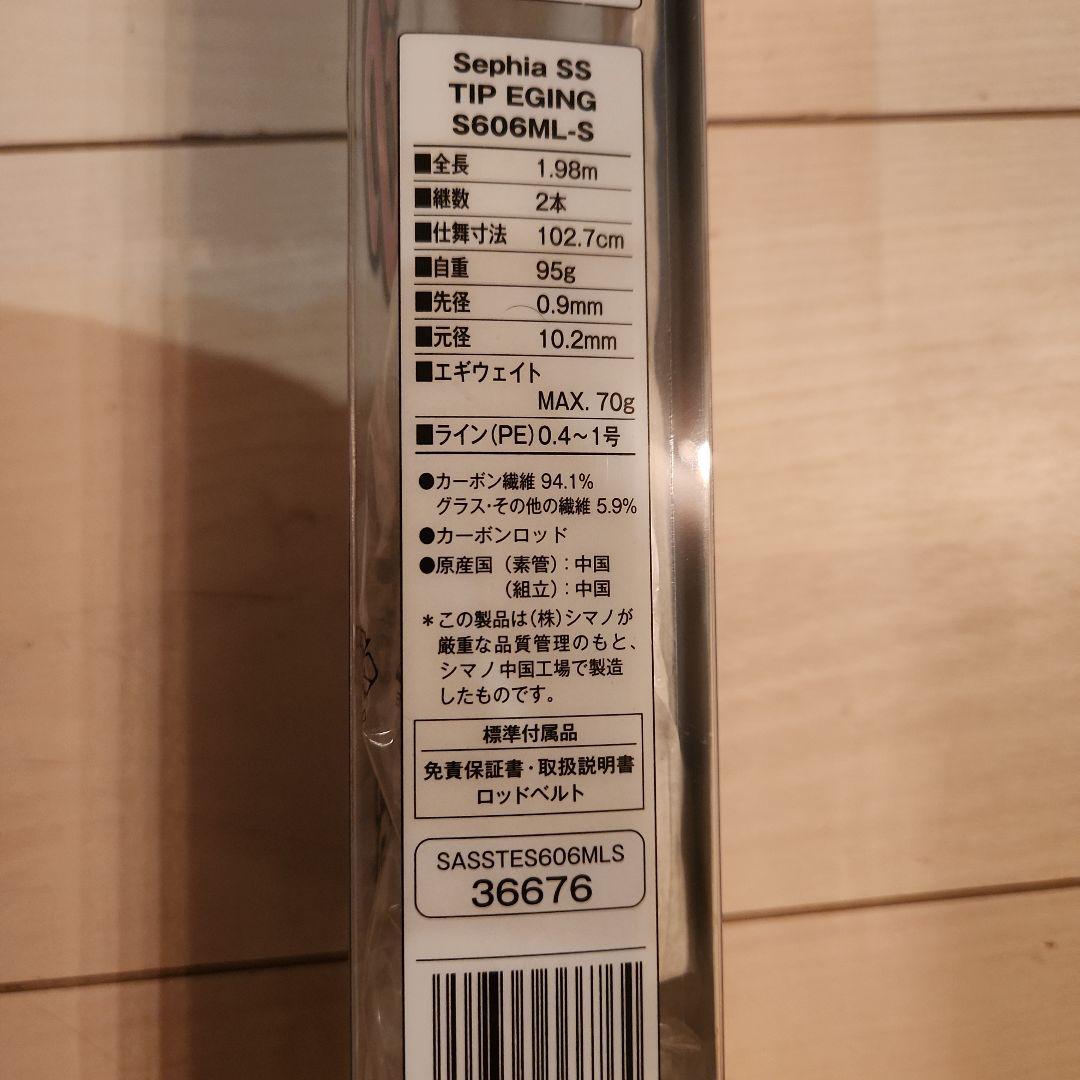 Sephia SS
TIP EGING
S606ML-S
■全長 1.98m
■継数 2本
■仕舞寸法 102.7cm
■自重 95g
■先径 0.9mm
■元径 10.2mm
■エギウェイト
MAX. 70g
■ライン(PE)0.4~1号
●カーボン繊維 94.1%
グラス・その他の繊維 5.9%
●カーボンロッド
●原産国(素管):中国
(組立):中国
*この製品は(株)シマノが
厳重な品質管理のもと、
シマノ中国工場で製造
したものです。
標準付属品
免責保証書・取扱説明書
ロッドベルト
SASSTES606MLS
36676